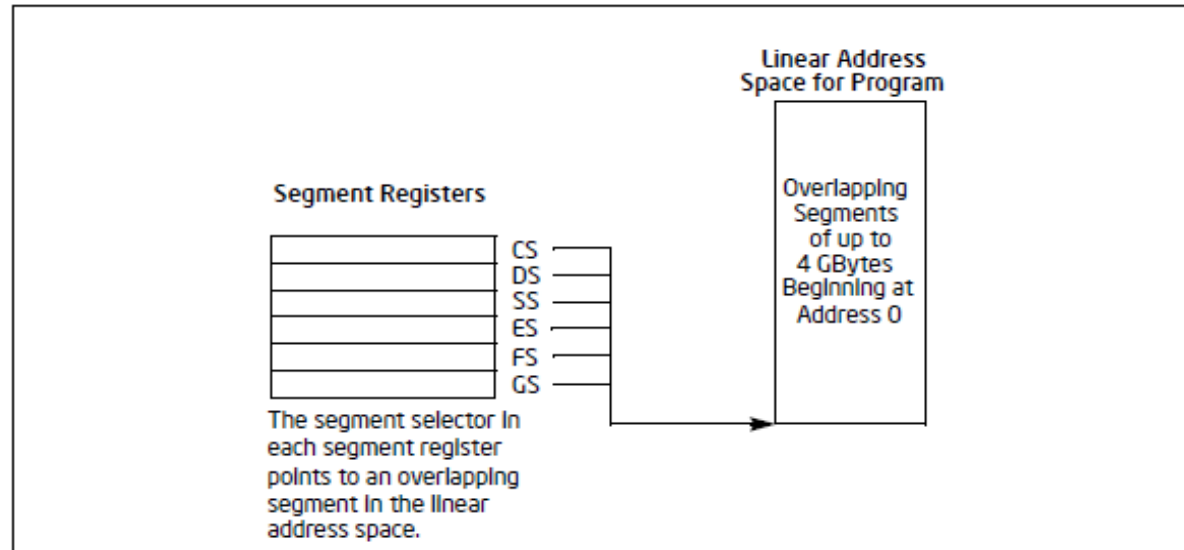 Linear Address
Space for Program
Overlapping
Segments
of up to
4 GBytes
Beginning at
Address 0
Segment Registers
CS
DS
SS
ES
FS
GS
The segment selector in
each segment register
points to an overlapping
segment in the linear
address space.